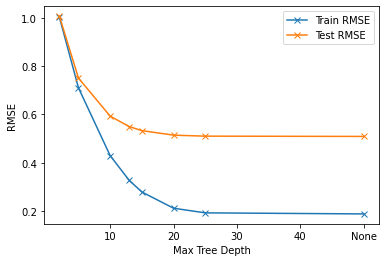 Train RMSE
Test RMSE
1.0
0.8
0.6
0.4
0.2
RMSE
10
20
30
40
None
Max Tree Depth